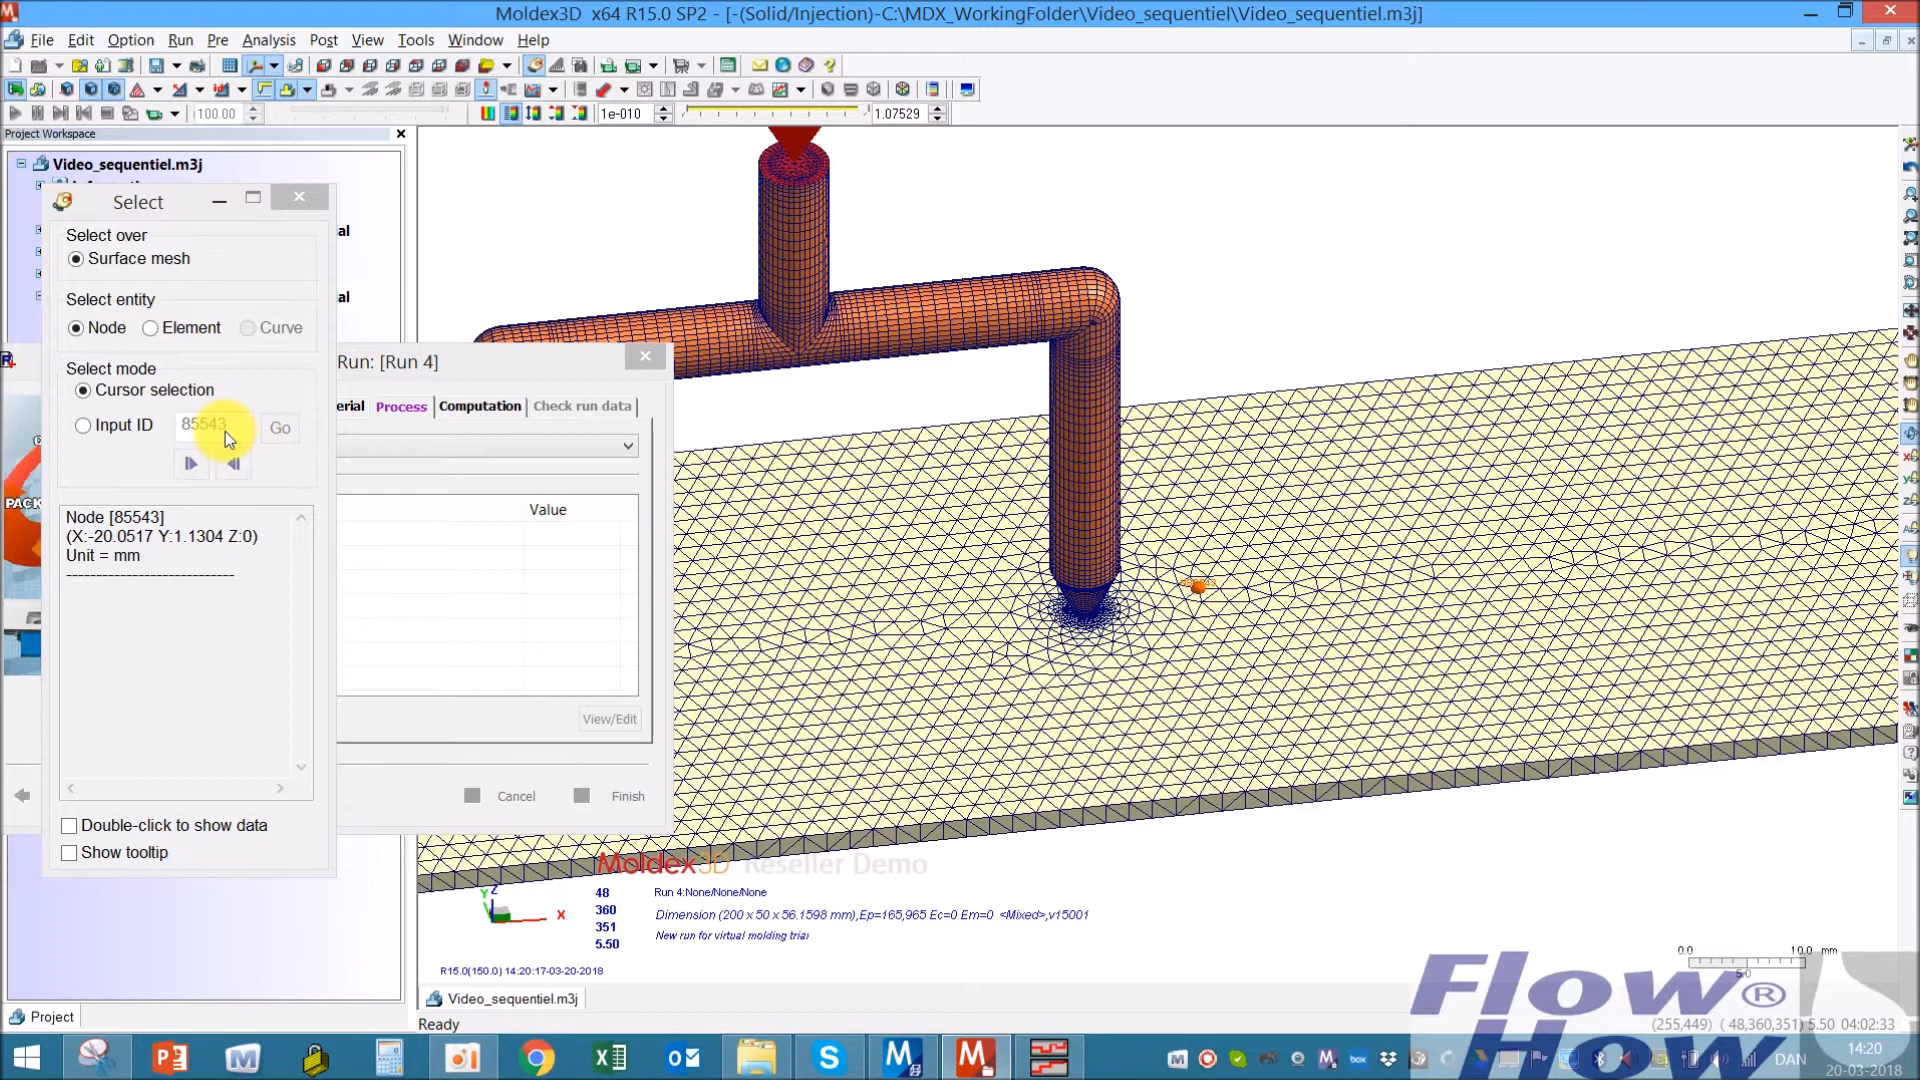 Moldex3D x64 R15.0 SP2 - [-(Solid/Injection)-C:\MDX_WorkingFolder\Video_sequentiel\Video_sequentiel.m3j]
File Edit Option Run Pre Analysis Post View Tools Window Help
100.00 1e-010 1.07529
Project Workspace
Video_sequentiel.m3j
Select
Select over
Surface mesh
Select entity
Node Element Curve
Select mode
Cursor selection
Input ID 85543 Go
Node [85543]
(X:-20.0517 Y:1.1304 Z:0)
Unit = mm
----------------------------
Double-click to show data
Show tooltip
al
al
PACK
Run: [Run 4]
erial Process Computation Check run data
Value
View/Edit
Cancel Finish
Moldex3D Reseller Demo
Z
Y
X
48
360
351
5.50
Run 4:None/None/None
Dimension (200 x 50 x 56.1598 mm),Ep=165,965 Ec=0 Em=0 <Mixed>,v15001
New run for virtual molding trial
R15.0(150.0) 14:20:17-03-20-2018
0.0 10.0 mm
5.0
Flow
How
®
Video_sequentiel.m3j
Project
Ready
(255,449) ( 48,360,351) 5.50 04:02:33
DAN
14:20
20-03-2018